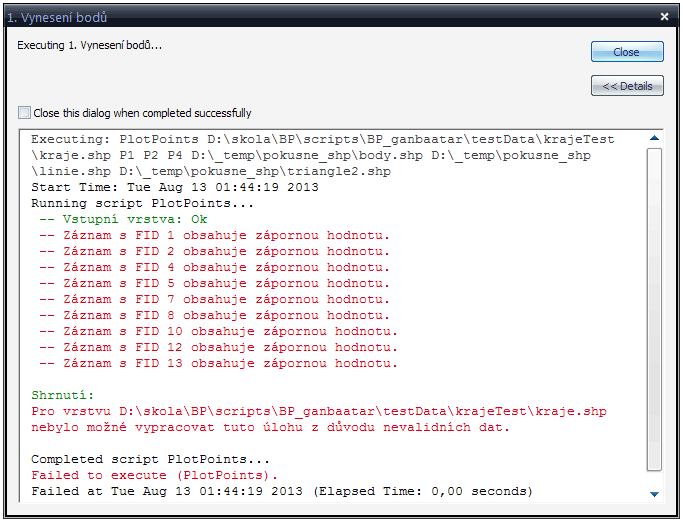 1. Vynesení bodů
Executing 1. Vynesení bodů...
Close
<< Details
Close this dialog when completed successfully
Executing: PlotPoints D:\skola\BP\scripts\BP_ganbaatar\testData\krajeTest
\kraje.shp P1 P2 P4 D:\_temp\pokusne_shp\body.shp D:\_temp\pokusne_shp
\linie.shp D:\_temp\pokusne_shp\triangle2.shp
Start Time: Tue Aug 13 01:44:19 2013
Running script PlotPoints...
-- Vstupní vrstva: Ok
-- Záznam s FID 1 obsahuje zápornou hodnotu.
-- Záznam s FID 2 obsahuje zápornou hodnotu.
-- Záznam s FID 4 obsahuje zápornou hodnotu.
-- Záznam s FID 5 obsahuje zápornou hodnotu.
-- Záznam s FID 7 obsahuje zápornou hodnotu.
-- Záznam s FID 8 obsahuje zápornou hodnotu.
-- Záznam s FID 10 obsahuje zápornou hodnotu.
-- Záznam s FID 12 obsahuje zápornou hodnotu.
-- Záznam s FID 13 obsahuje zápornou hodnotu.
Shrnutí:
Pro vrstvu D:\skola\BP\scripts\BP_ganbaatar\testData\krajeTest\kraje.shp
nebylo možné vypracovat tuto úlohu z důvodu nevalidních dat.
Completed script PlotPoints...
Failed to execute (PlotPoints).
Failed at Tue Aug 13 01:44:19 2013 (Elapsed Time: 0,00 seconds)